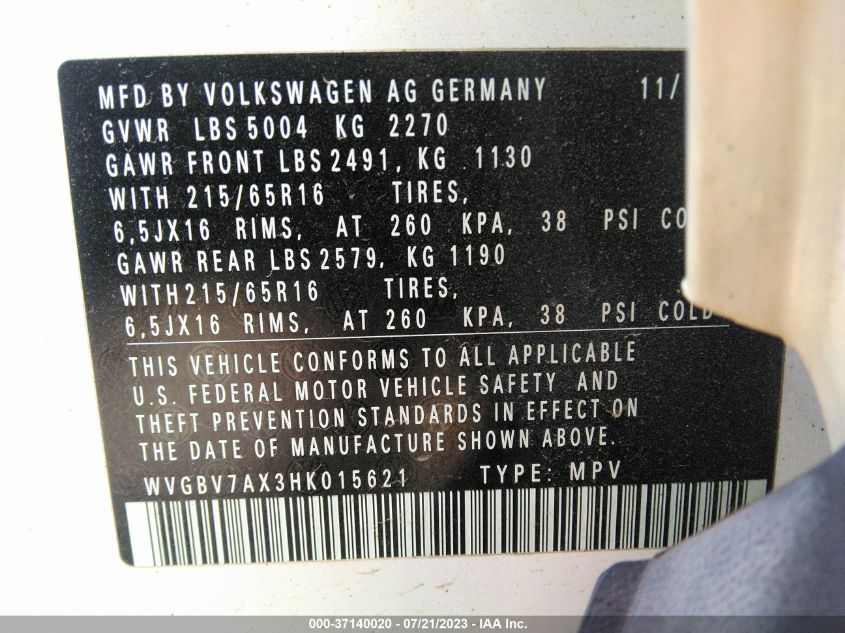 MFD BY VOLKSWAGEN AG GERMANY 11/
GVWR LBS 5004 KG 2270
GAWR FRONT LBS 2491, KG 1130
WITH 215/65R16 TIRES,
6,5JX16 RIMS, AT 260 KPA, 38 PSI CO
GAWR REAR LBS 2579, KG 1190
WITH 215/65R16 TIRES,
6,5JX16 RIMS, AT 260 KPA, 38 PSI COLD
THIS VEHICLE CONFORMS TO ALL APPLICABLE
U.S. FEDERAL MOTOR VEHICLE SAFETY AND
THEFT PREVENTION STANDARDS IN EFFECT ON
THE DATE OF MANUFACTURE SHOWN ABOVE.
WVGBV7AX3HK015621 TYPE: MPV
000-37140020 / 07/21/2023 - IAA Inc.